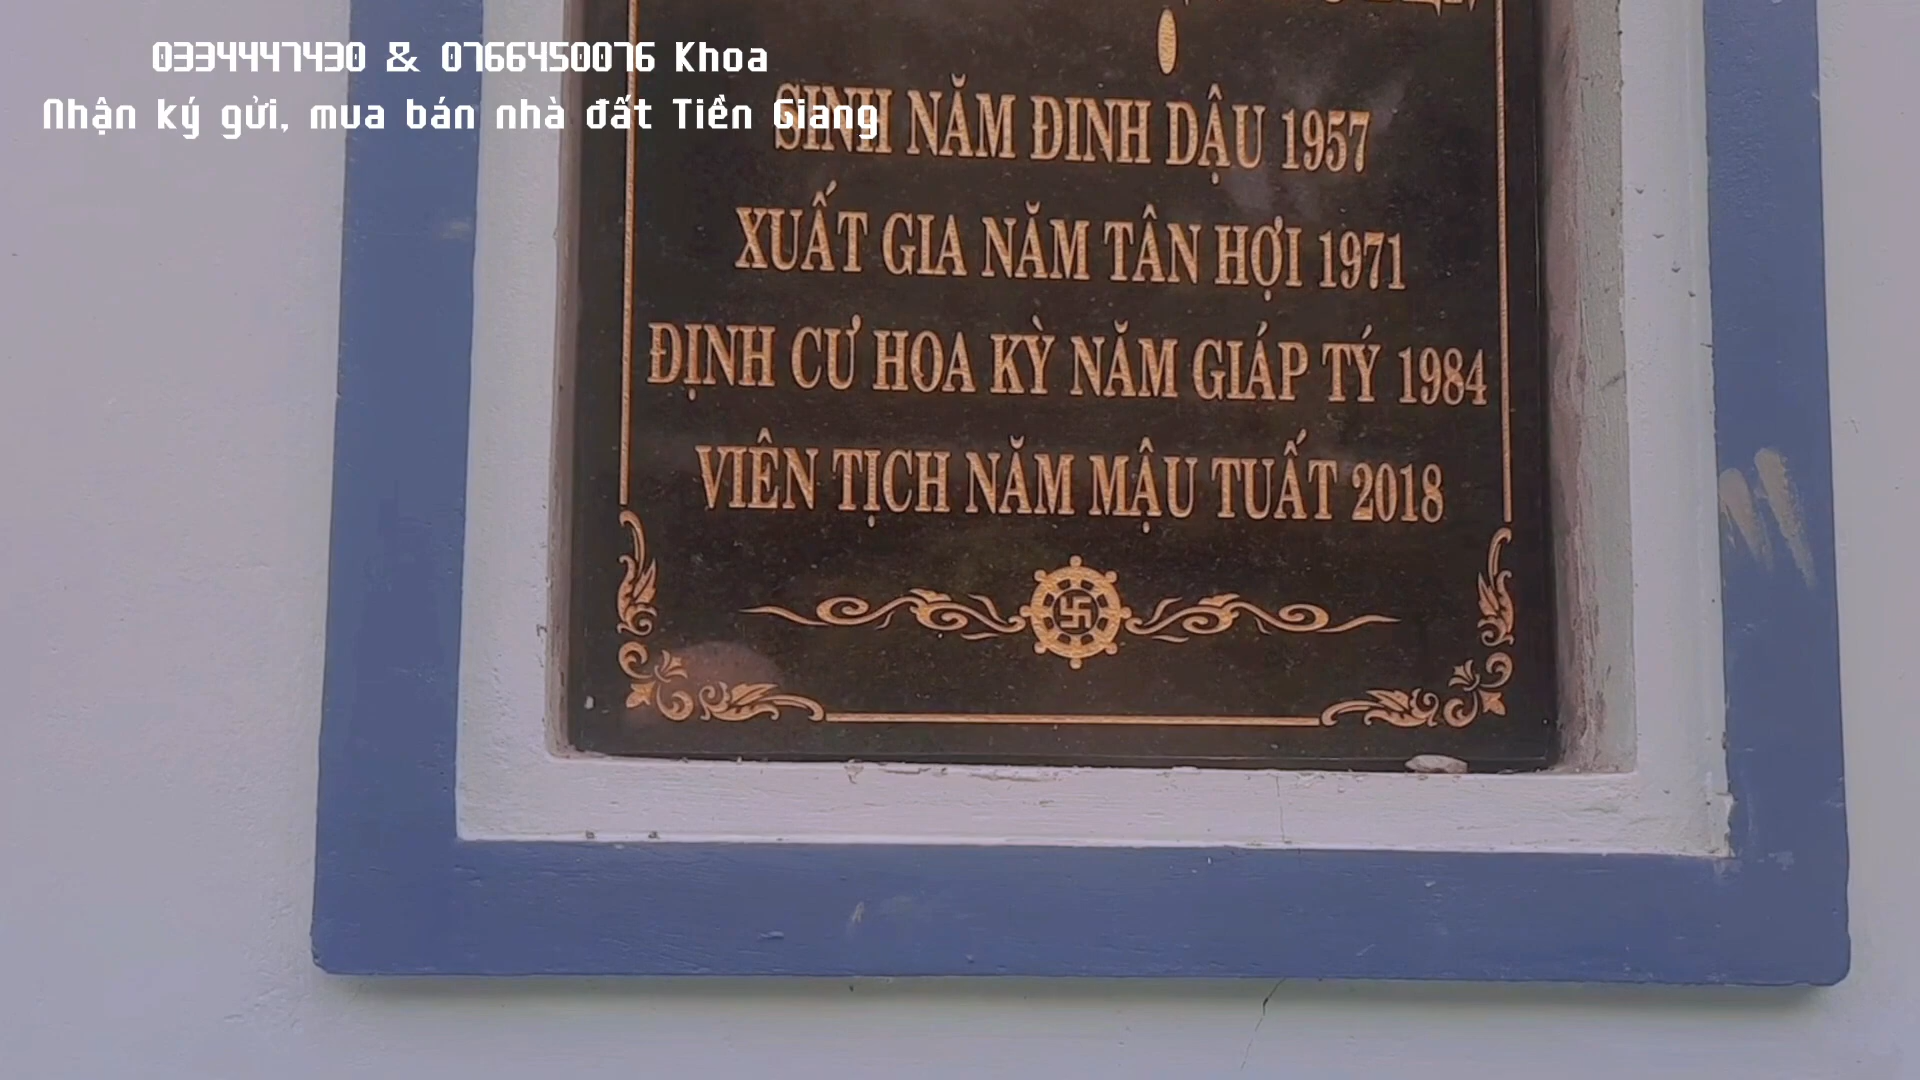 0334447430 & 0766450076 Khoa
Nhận ký gửi, mua bán nhà đất Tiền Giang
SINH NĂM ĐINH DẬU 1957
XUẤT GIA NĂM TÂN HỢI 1971
ĐỊNH CƯ HOA KỲ NĂM GIÁP TÝ 1984
VIÊN TỊCH NĂM MẬU TUẤT 2018